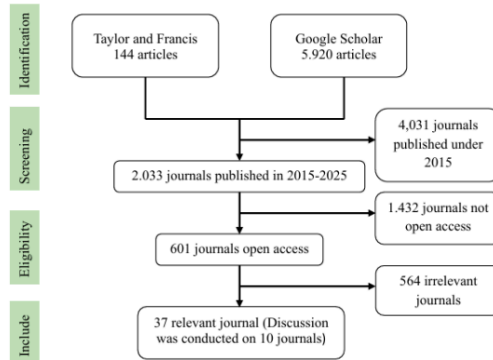 Identification
Taylor and Francis
144 articles
Google Scholar
5.920 articles
Screening
4,031 journals
published under
2015
2.033 journals published in 2015-2025
1.432 journals not
open access
Eligibility
601 journals open access
564 irrelevant
journals
Include
37 relevant journal (Discussion
was conducted on 10 journals)